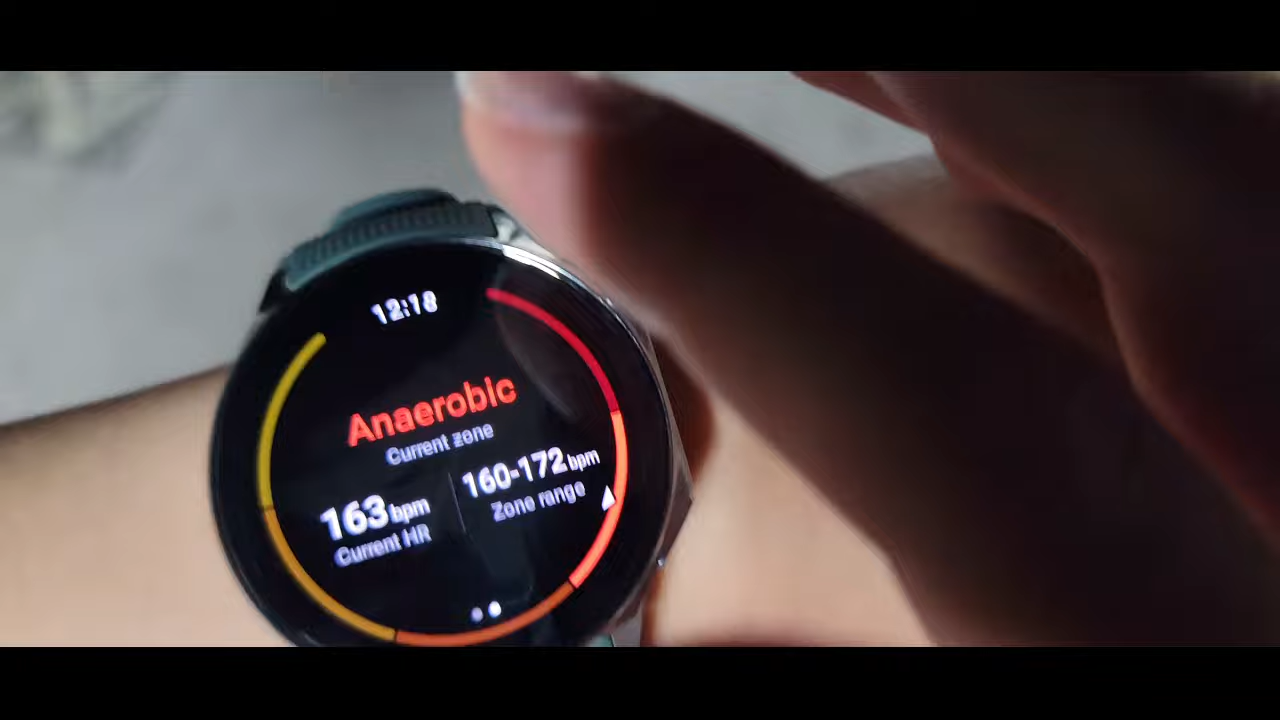 12:18
Anaerobic
Current zone
163bpm
Current HR
160-172bpm
Zone range